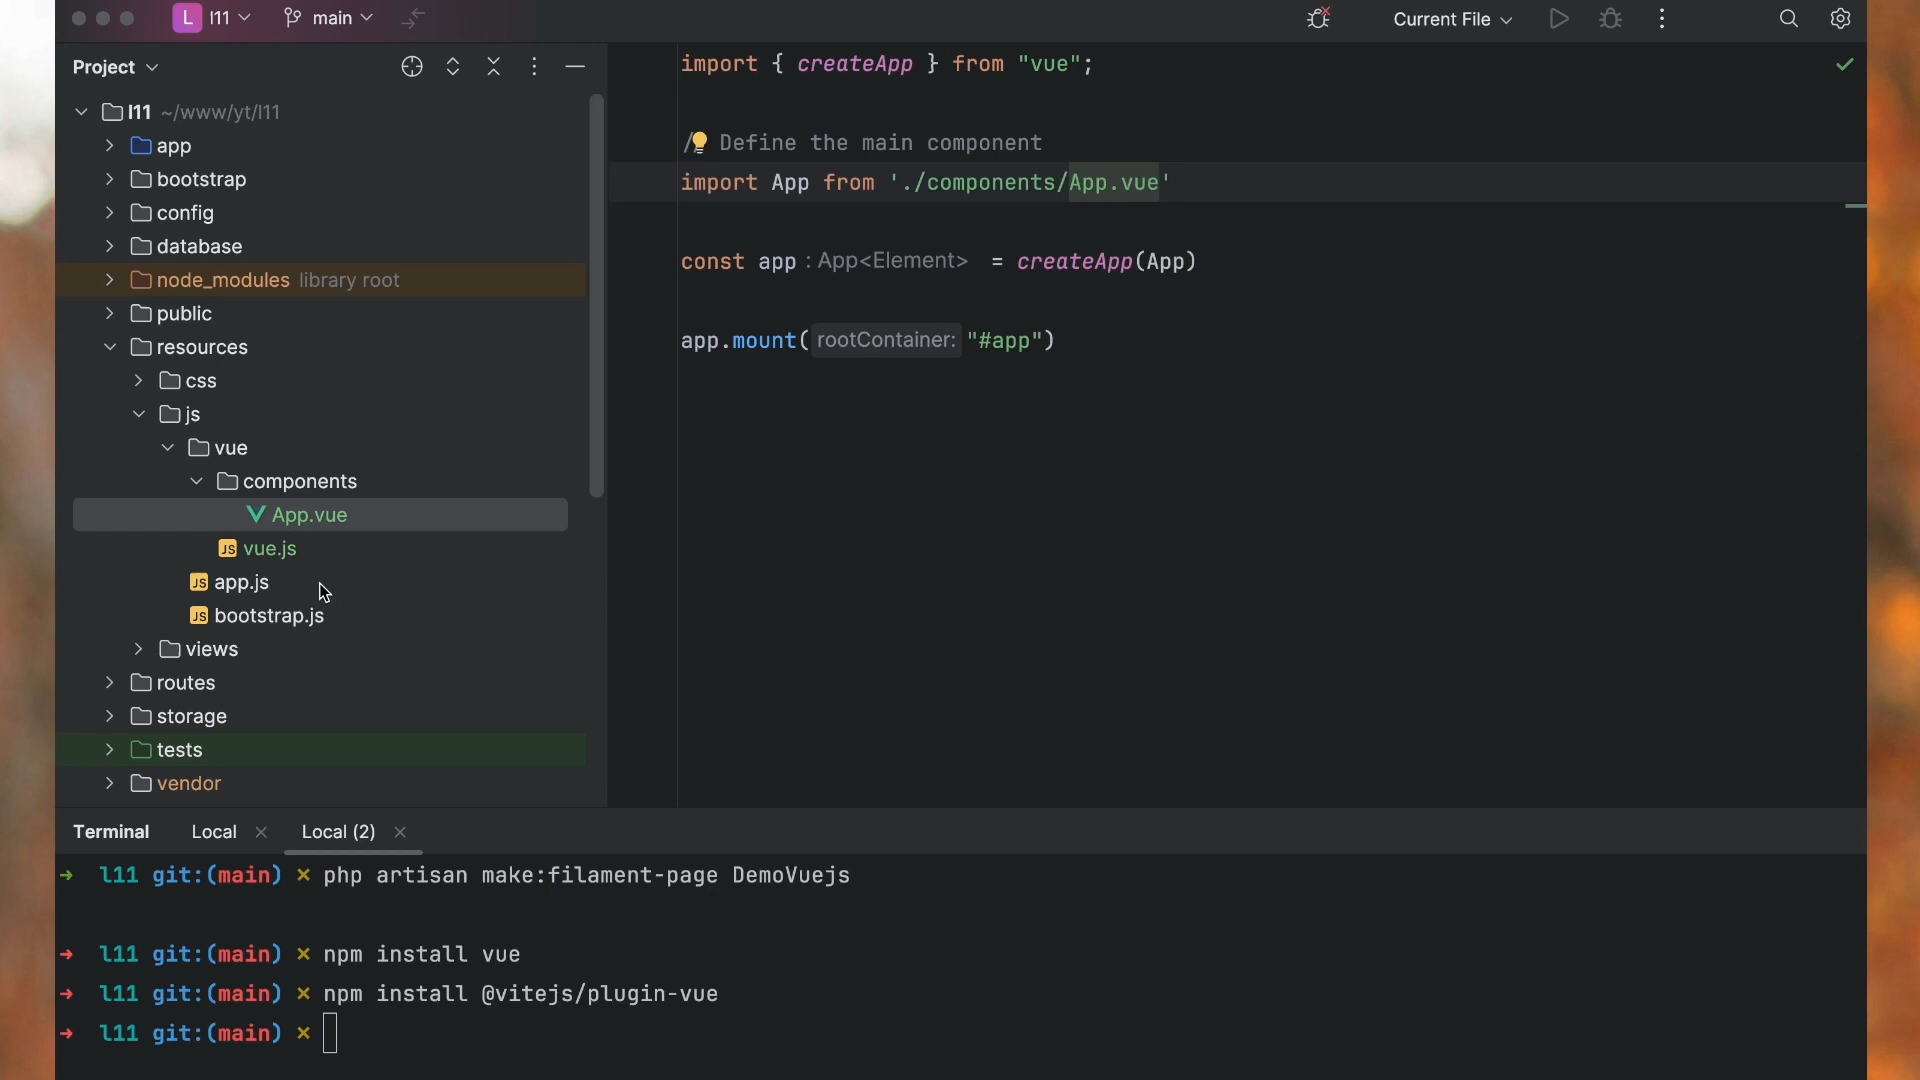 L l11 main Current File
Project
l11 ~/www/yt/l11
app
bootstrap
config
database
node_modules library root
public
resources
css
js
vue
components
App.vue
JS vue.js
JS app.js
JS bootstrap.js
views
routes
storage
tests
vendor
import { createApp } from "vue";
Define the main component
import App from './components/App.vue'
const app : App<Element> = createApp(App)
app.mount( rootContainer: "#app")
Terminal Local Local (2)
→ l11 git:(main) × php artisan make:filament-page DemoVuejs
→ l11 git:(main) × npm install vue
→ l11 git:(main) × npm install @vitejs/plugin-vue
→ l11 git:(main) ×